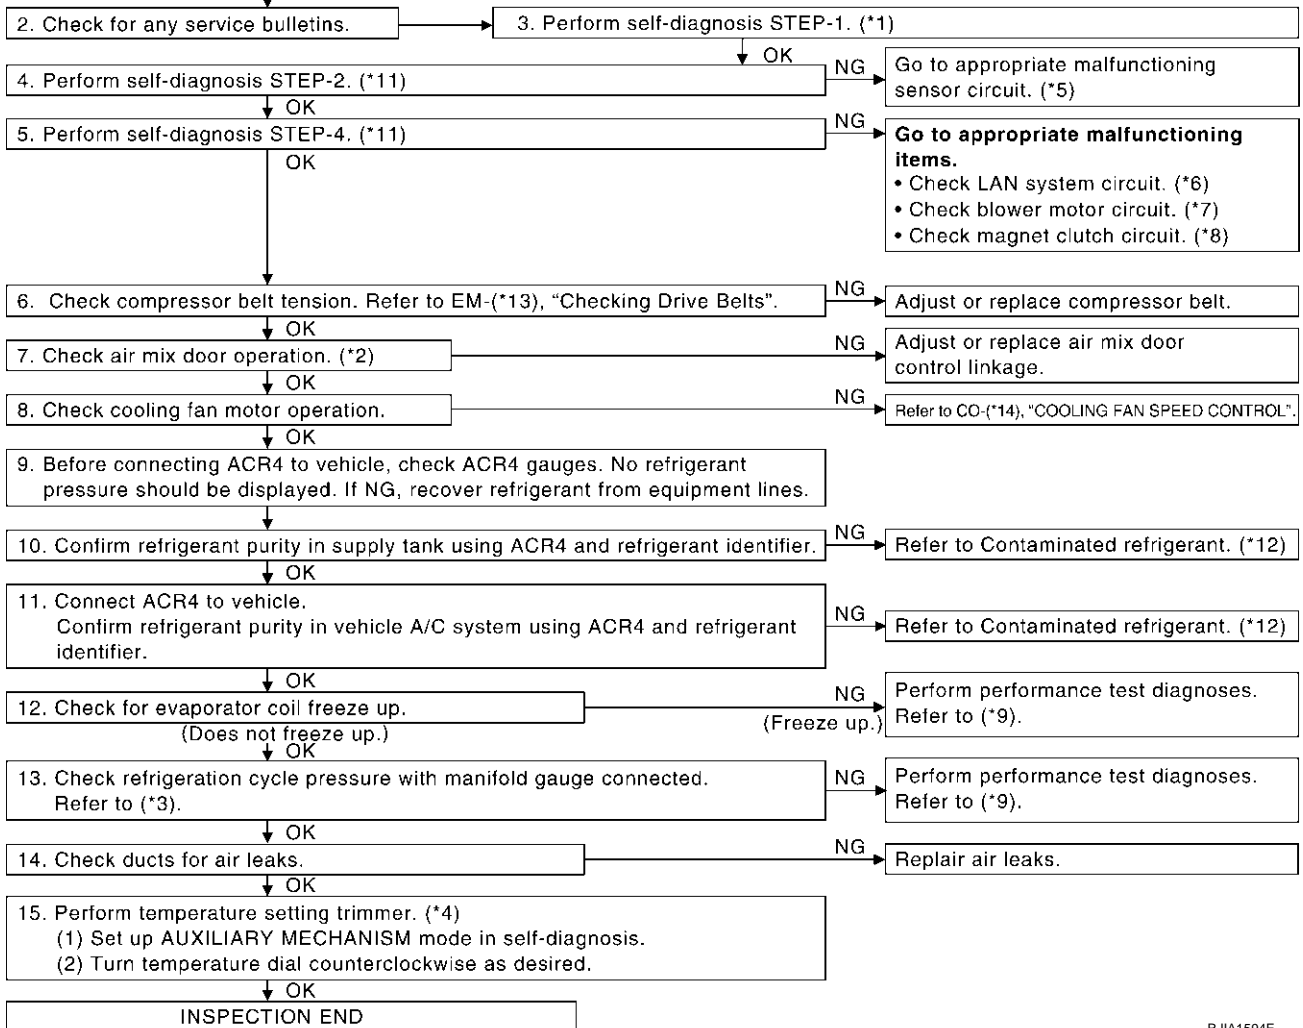 2. Check for any service bulletins.
3. Perform self-diagnosis STEP-1. (*1)
OK
4. Perform self-diagnosis STEP-2. (*11)
NG
Go to appropriate malfunctioning
sensor circuit. (*5)
OK
5. Perform self-diagnosis STEP-4. (*11)
NG
Go to appropriate malfunctioning
items.
• Check LAN system circuit. (*6)
• Check blower motor circuit. (*7)
• Check magnet clutch circuit. (*8)
OK
6. Check compressor belt tension. Refer to EM-(*13), “Checking Drive Belts”.
NG
Adjust or replace compressor belt.
OK
7. Check air mix door operation. (*2)
NG
Adjust or replace air mix door
control linkage.
OK
8. Check cooling fan motor operation.
NG
Refer to CO-(*14), “COOLING FAN SPEED CONTROL”.
OK
9. Before connecting ACR4 to vehicle, check ACR4 gauges. No refrigerant
pressure should be displayed. If NG, recover refrigerant from equipment lines.
10. Confirm refrigerant purity in supply tank using ACR4 and refrigerant identifier.
NG
Refer to Contaminated refrigerant. (*12)
OK
11. Connect ACR4 to vehicle.
Confirm refrigerant purity in vehicle A/C system using ACR4 and refrigerant
identifier.
NG
Refer to Contaminated refrigerant. (*12)
OK
12. Check for evaporator coil freeze up.
NG
(Freeze up.)
Perform performance test diagnoses.
Refer to (*9).
(Does not freeze up.)
OK
13. Check refrigeration cycle pressure with manifold gauge connected.
Refer to (*3).
NG
Perform performance test diagnoses.
Refer to (*9).
OK
14. Check ducts for air leaks.
NG
Replair air leaks.
OK
15. Perform temperature setting trimmer. (*4)
(1) Set up AUXILIARY MECHANISM mode in self-diagnosis.
(2) Turn temperature dial counterclockwise as desired.
OK
INSPECTION END